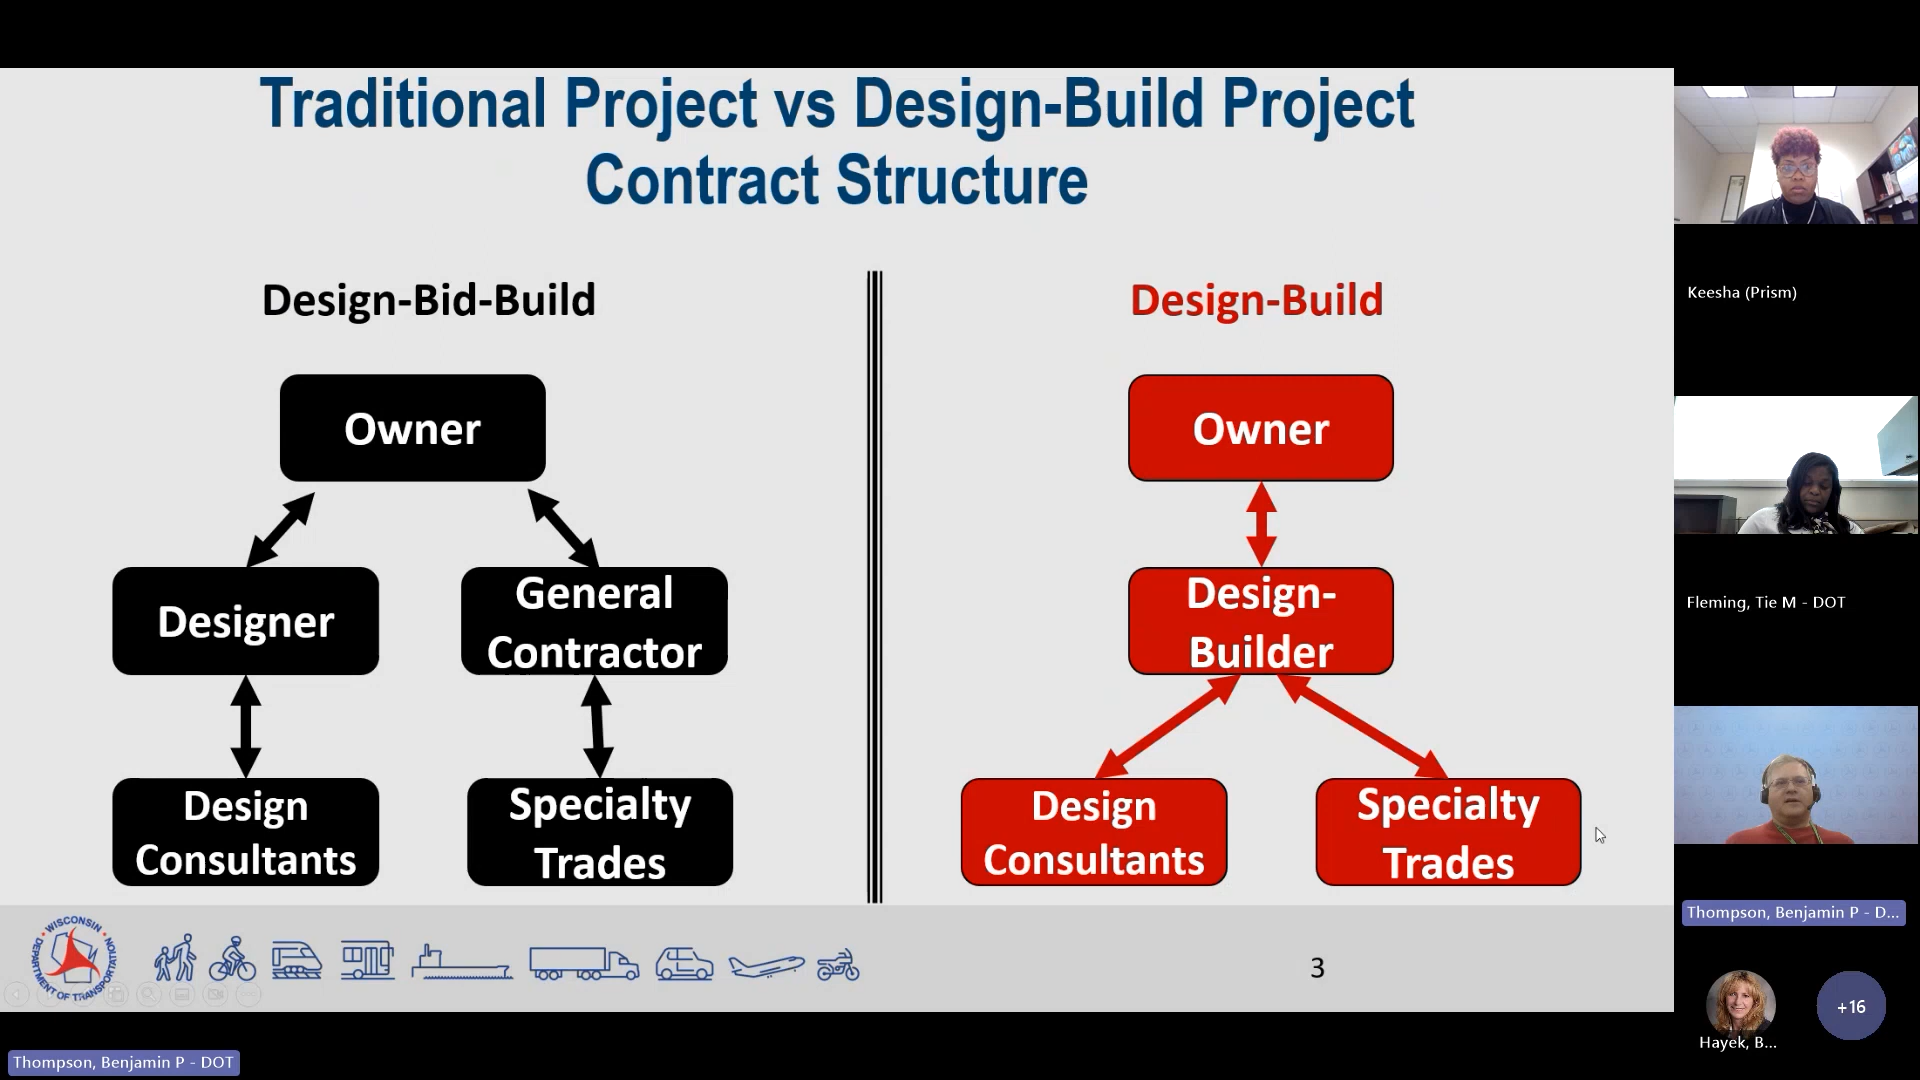 Traditional Project vs Design-Build Project
Contract Structure
Design-Bid-Build
Owner
Designer
General
Contractor
Design
Consultants
Specialty
Trades
Design-Build
Owner
Design-
Builder
Design
Consultants
Specialty
Trades
WISCONSIN
DEPARTMENT OF TRANSPORTATION
3
Thompson, Benjamin P - DOT
Keesha (Prism)
Fleming, Tie M - DOT
Thompson, Benjamin P - D...
Hayek, B...
+16